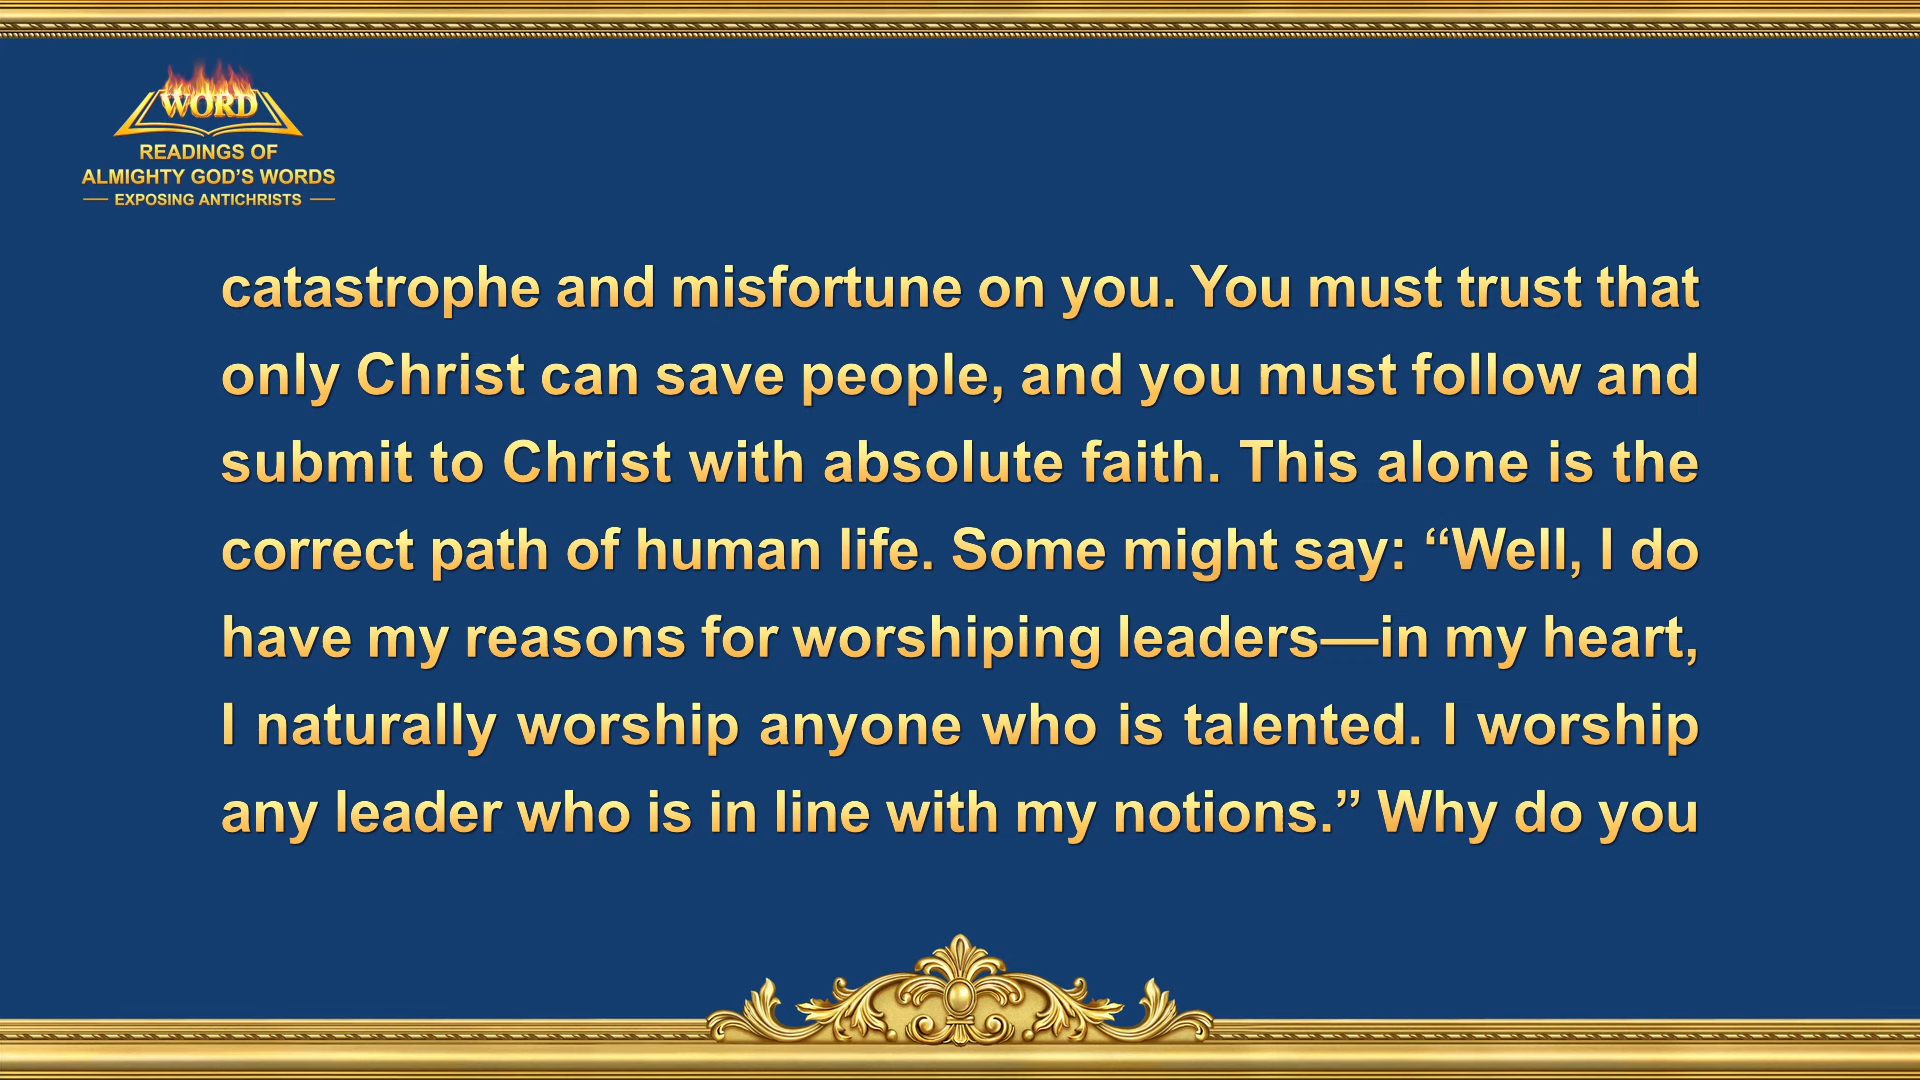 WORD
READINGS OF
ALMIGHTY GOD'S WORDS
EXPOSING ANTICHRISTS
catastrophe and misfortune on you. You must trust that
only Christ can save people, and you must follow and
submit to Christ with absolute faith. This alone is the
correct path of human life. Some might say: “Well, I do
have my reasons for worshiping leaders—in my heart,
I naturally worship anyone who is talented. I worship
any leader who is in line with my notions.” Why do you